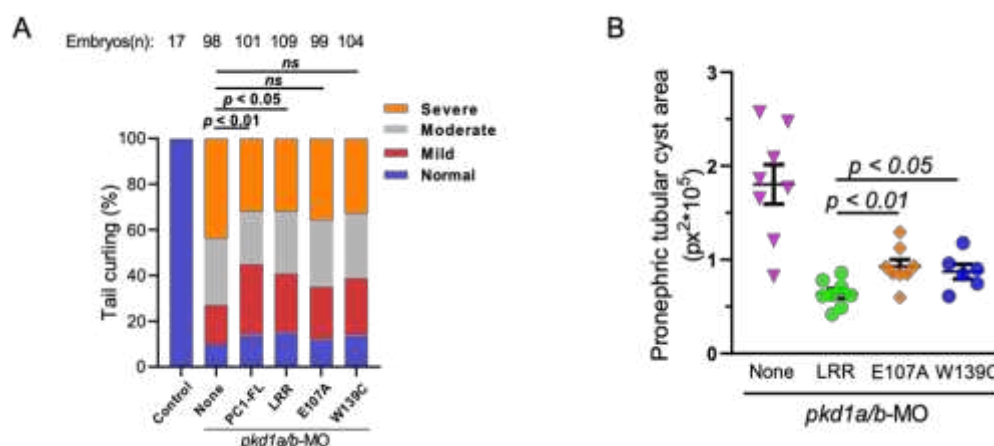 A
Embryos(n): 17 98 101 109 99 104
ns
ns
p < 0.05
p < 0.01
Severe
Moderate
Mild
Normal
Tail curling (%)
100
80
60
40
20
0
Control
None
PC1-FL
LRR
E107A
W139C
pkd1a/b-MO
B
Pronephric tubular cyst area
(px²*10⁵)
3
2
1
0
p < 0.05
p < 0.01
None LRR E107A W139C
pkd1a/b-MO